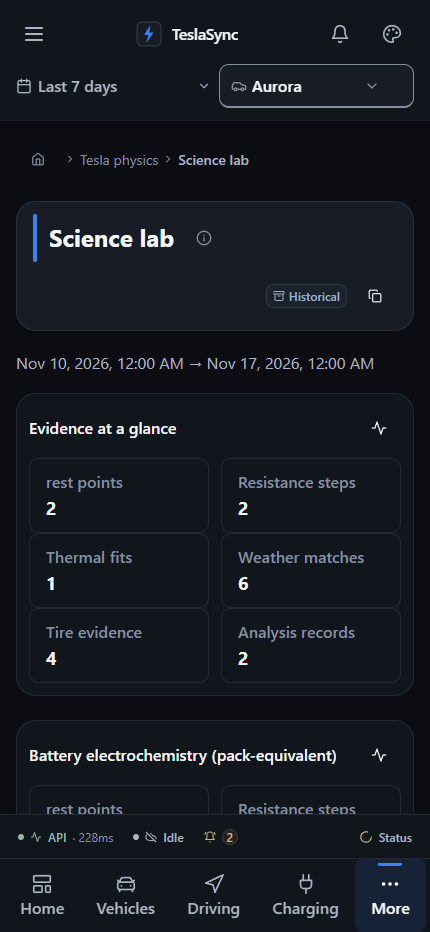 TeslaSync
Last 7 days
Aurora
Tesla physics
Science lab
Science lab
Historical
Nov 10, 2026, 12:00 AM → Nov 17, 2026, 12:00 AM
Evidence at a glance
rest points
2
Resistance steps
2
Thermal fits
1
Weather matches
6
Tire evidence
4
Analysis records
2
Battery electrochemistry (pack-equivalent)
rest points
Resistance steps
API · 228ms
Idle
2
Status
Home
Vehicles
Driving
Charging
More